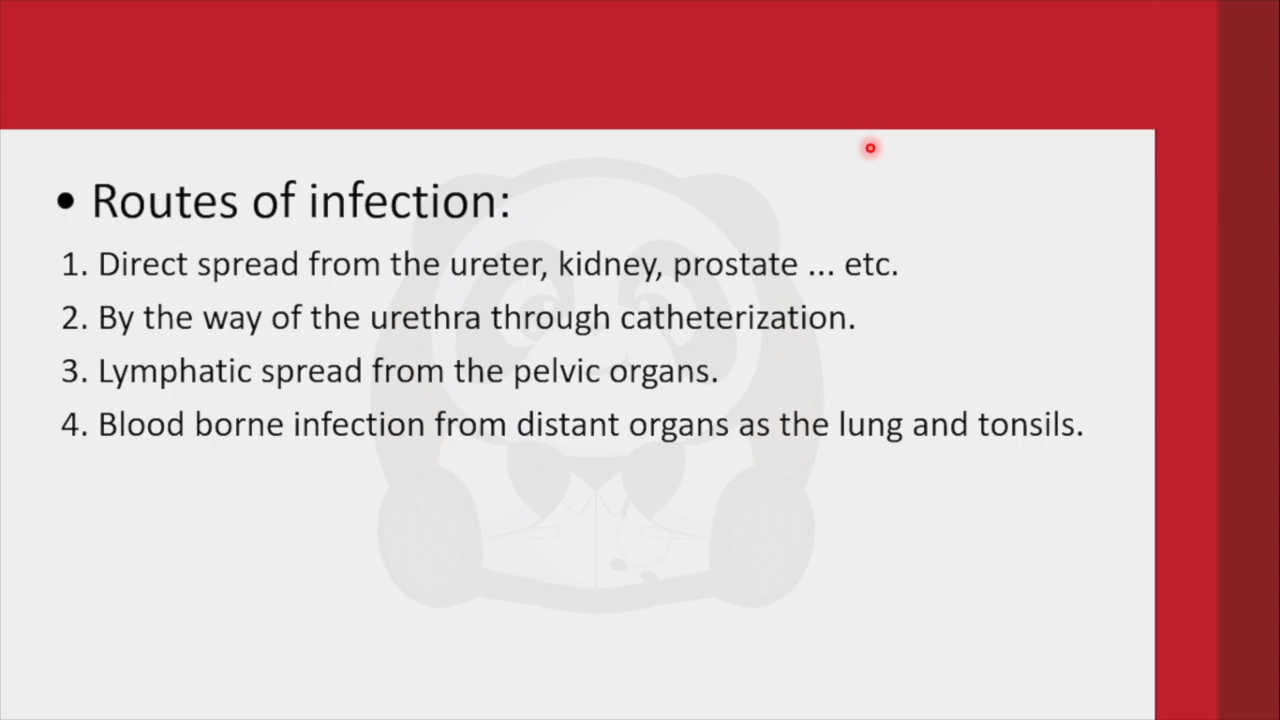 • Routes of infection:
1. Direct spread from the ureter, kidney, prostate ... etc.
2. By the way of the urethra through catheterization.
3. Lymphatic spread from the pelvic organs.
4. Blood borne infection from distant organs as the lung and tonsils.